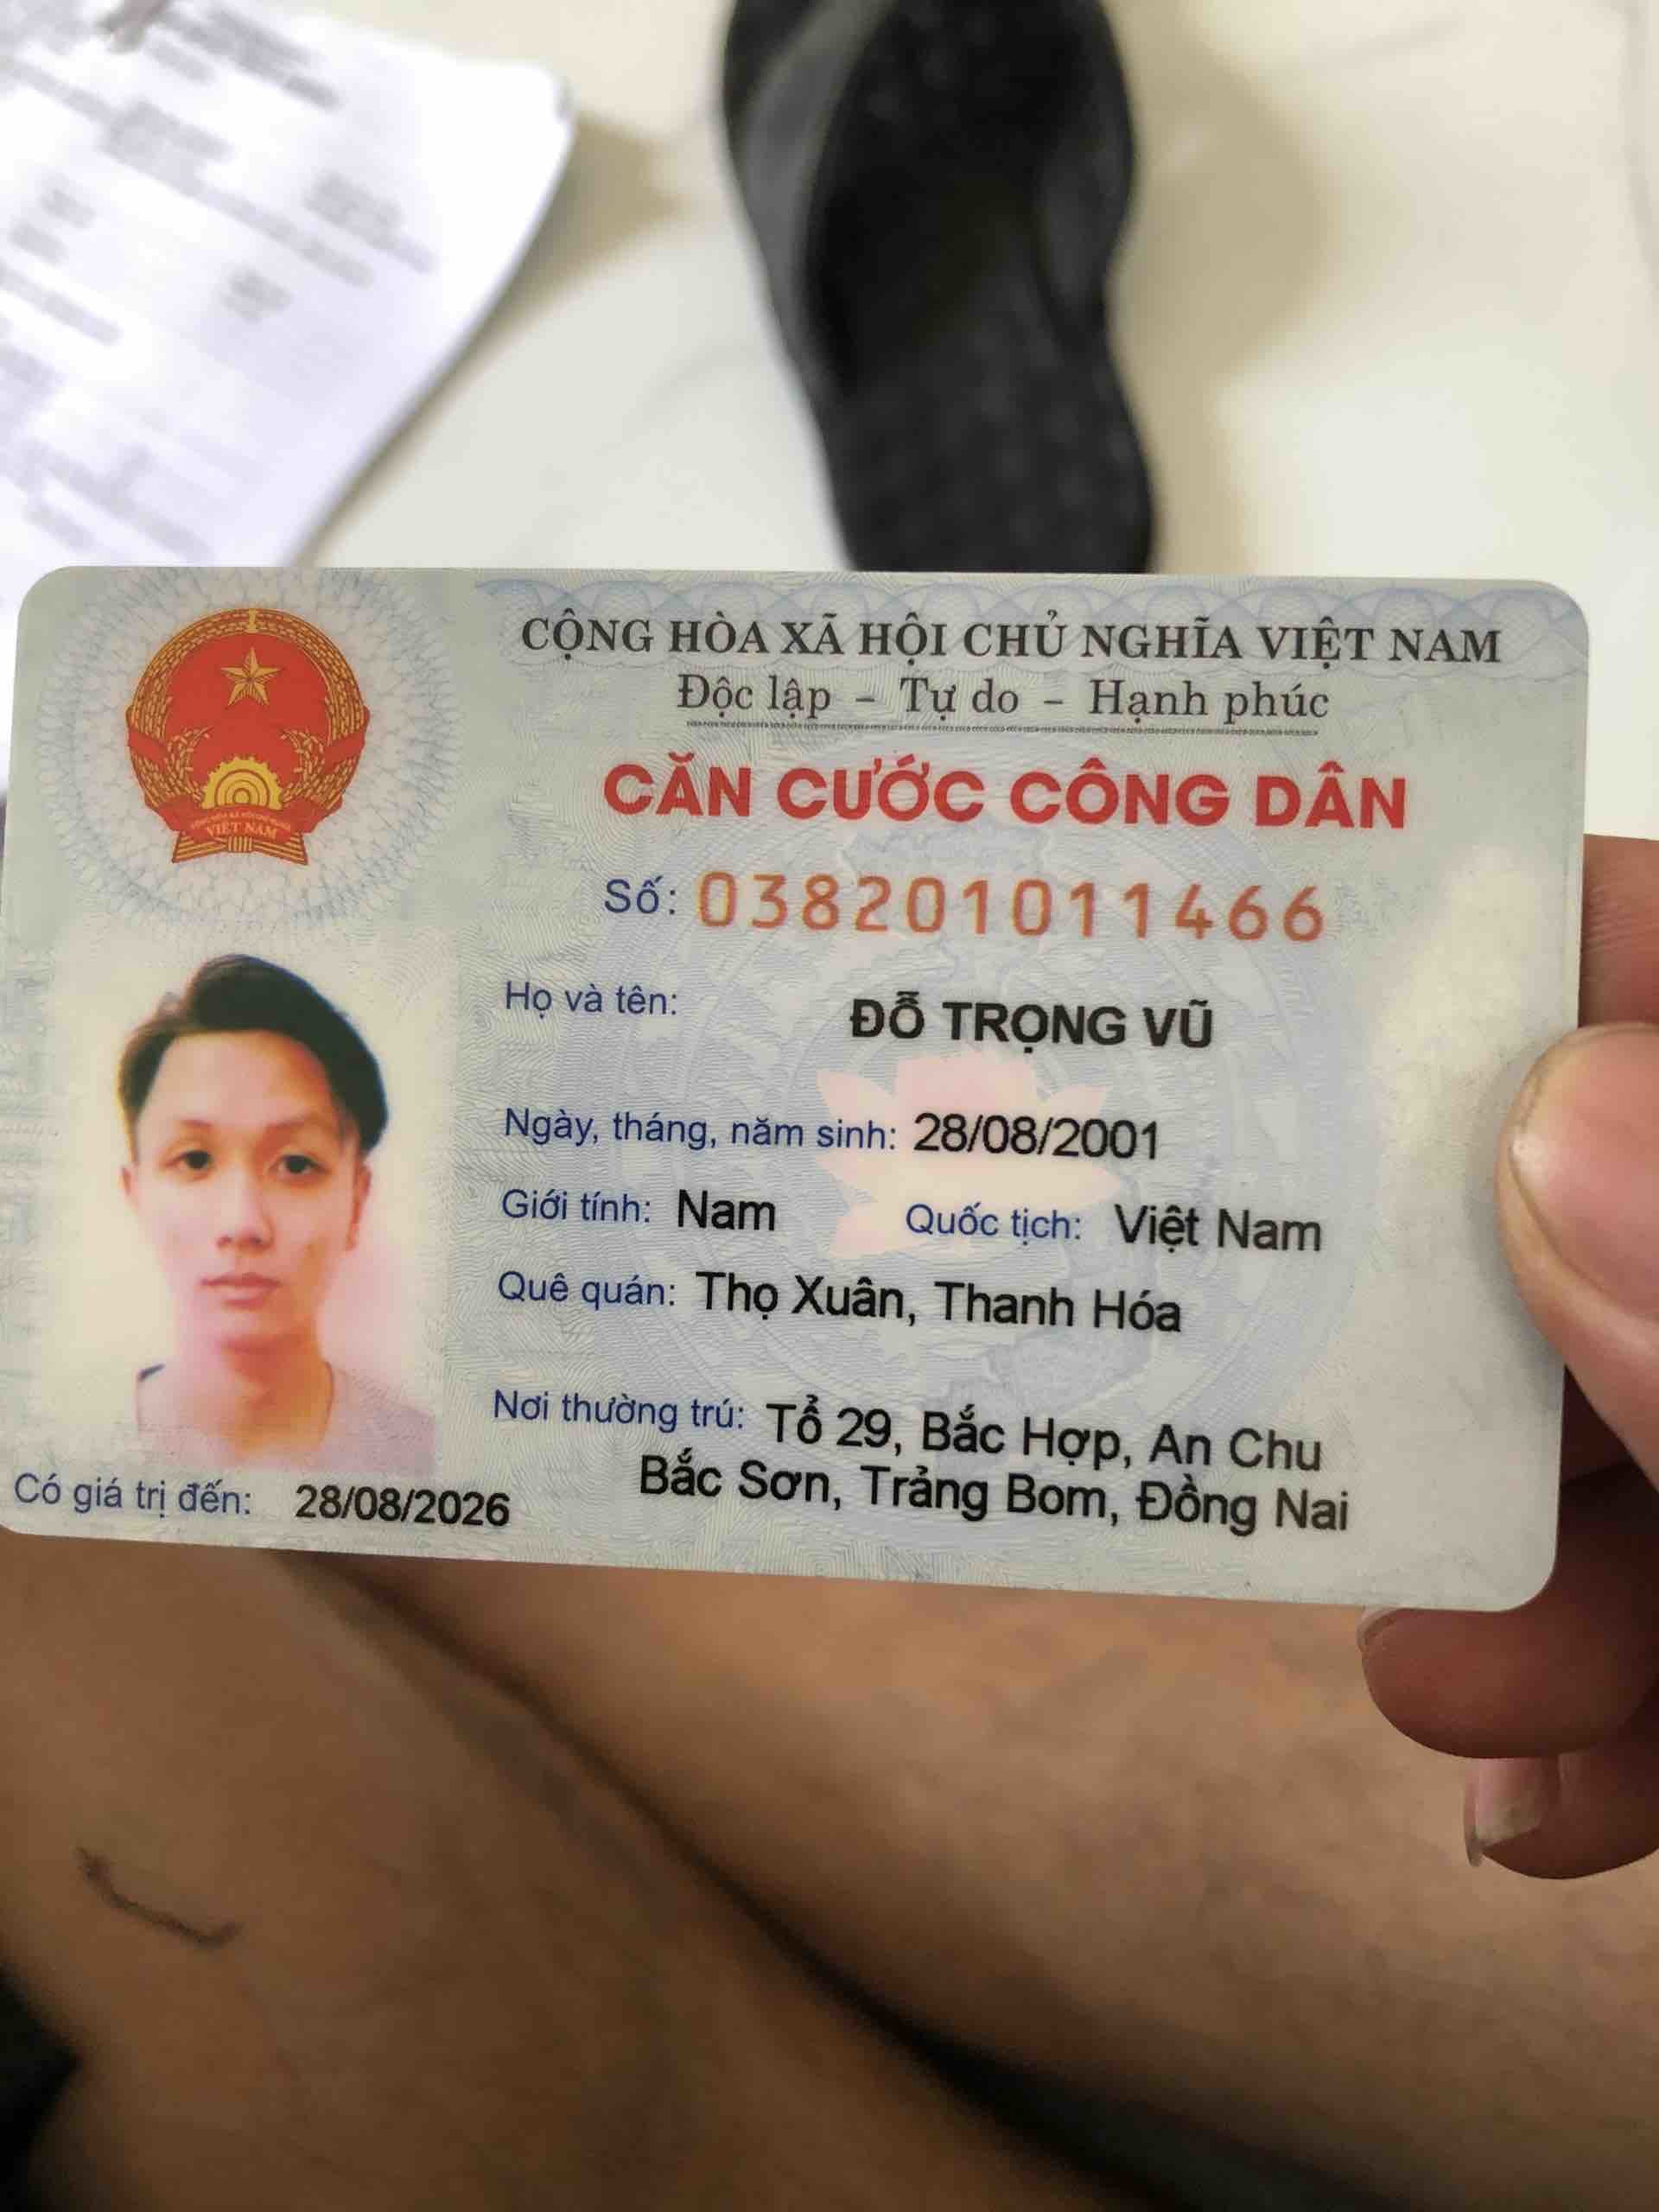 CỘNG HÒA XÃ HỘI CHỦ NGHĨA VIỆT NAM
Độc lập – Tự do – Hạnh phúc
CĂN CƯỚC CÔNG DÂN
Số: 038201011466
Họ và tên: ĐỖ TRỌNG VŨ
Ngày, tháng, năm sinh: 28/08/2001
Giới tính: Nam Quốc tịch: Việt Nam
Quê quán: Thọ Xuân, Thanh Hóa
Nơi thường trú: Tổ 29, Bắc Hợp, An Chu
Bắc Sơn, Trảng Bom, Đồng Nai
Có giá trị đến: 28/08/2026
VIỆT NAM